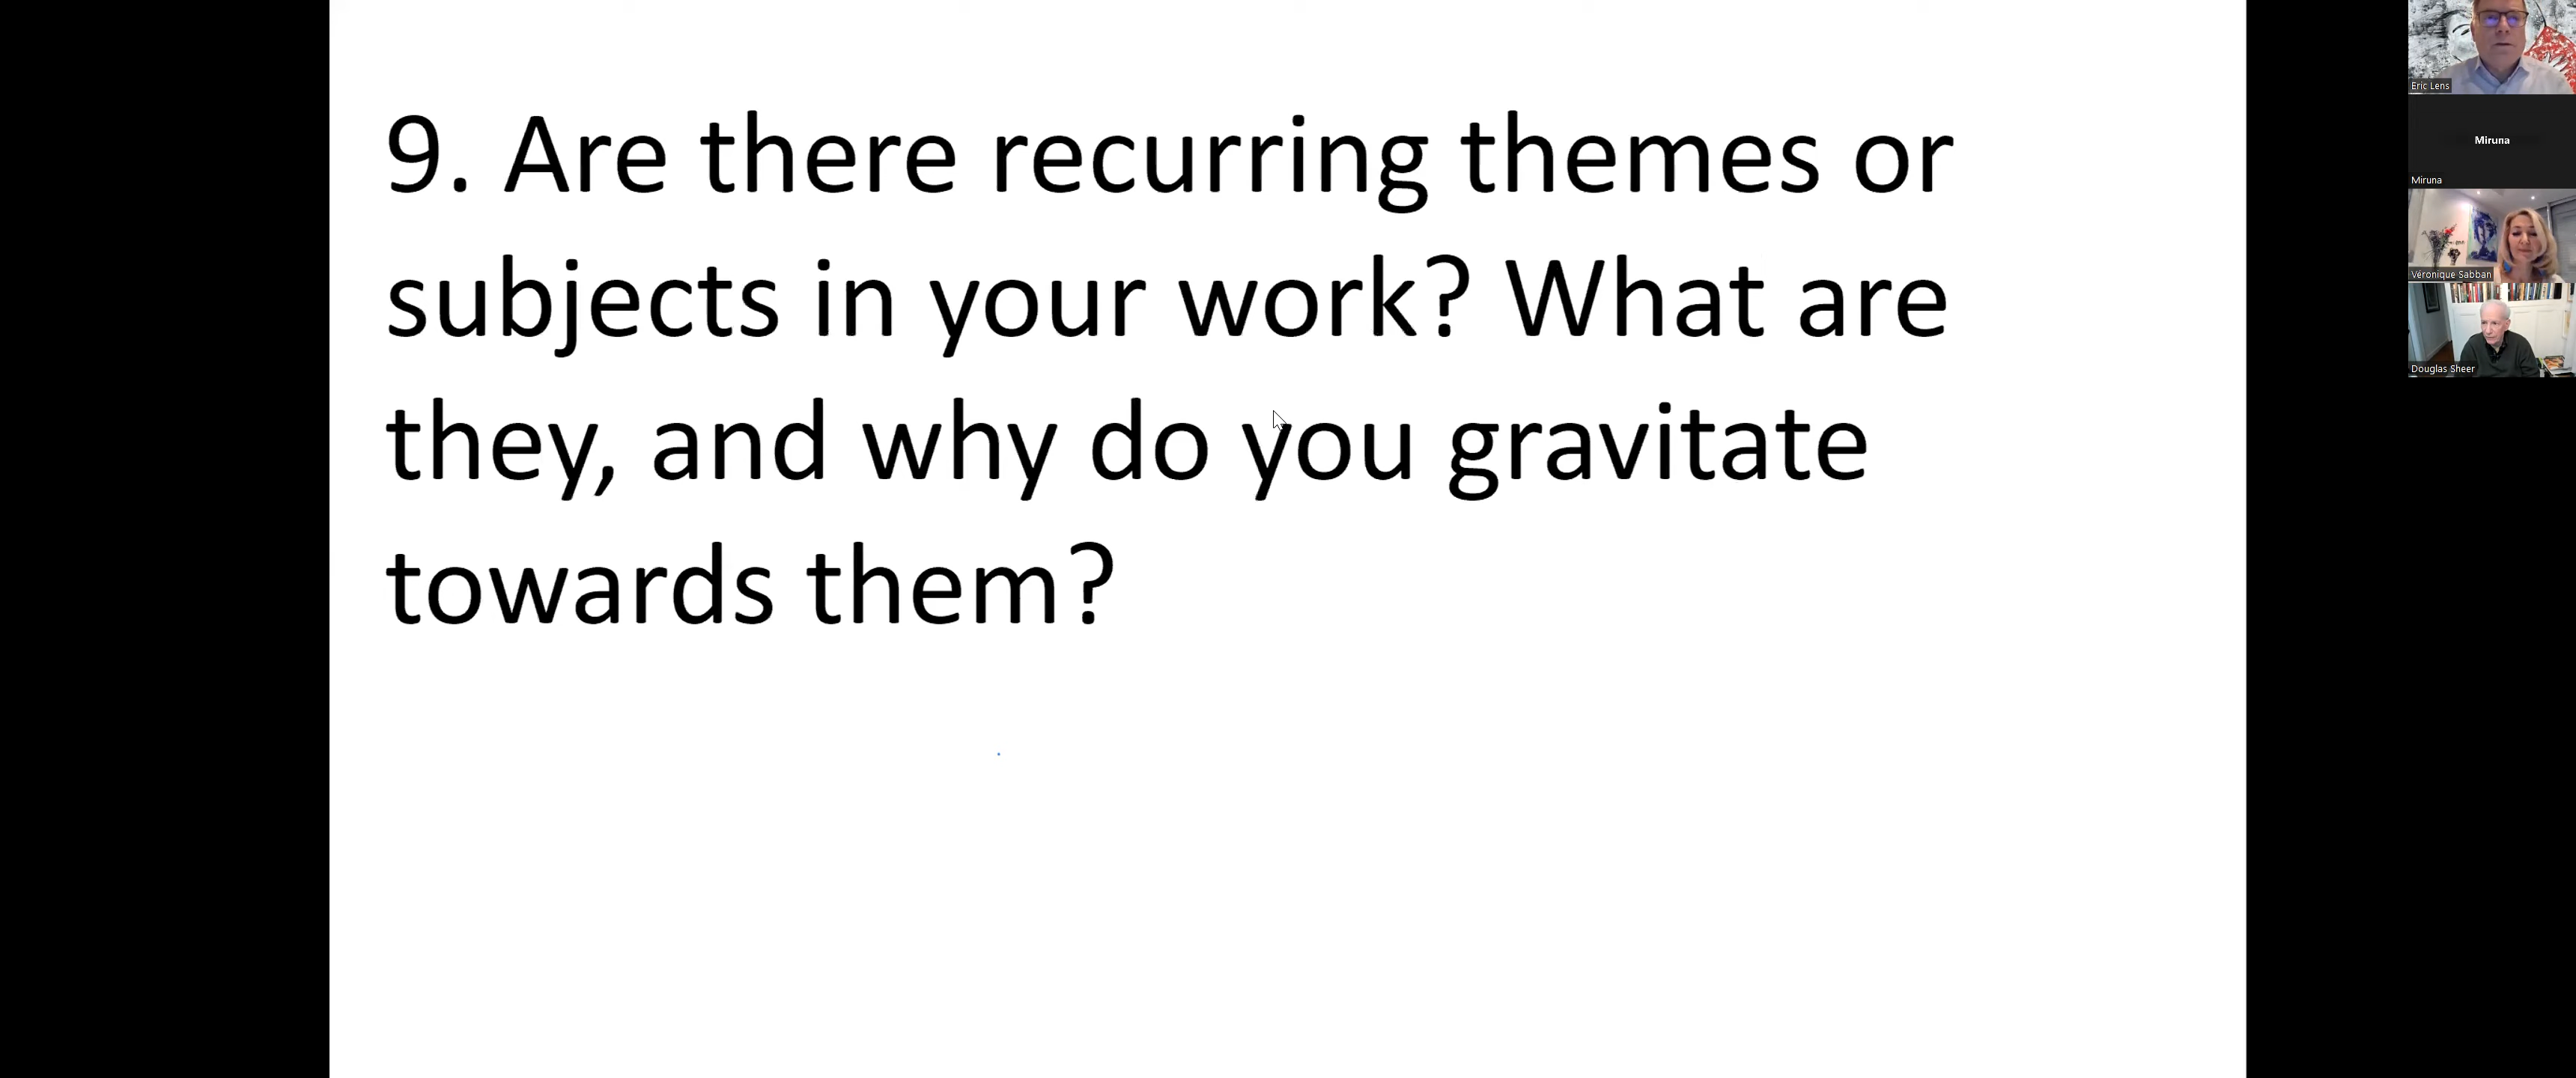 9. Are there recurring themes or
subjects in your work? What are
they, and why do you gravitate
towards them?
Eric Lens
Miruna
Miruna
Véronique Sabban
Douglas Sheer